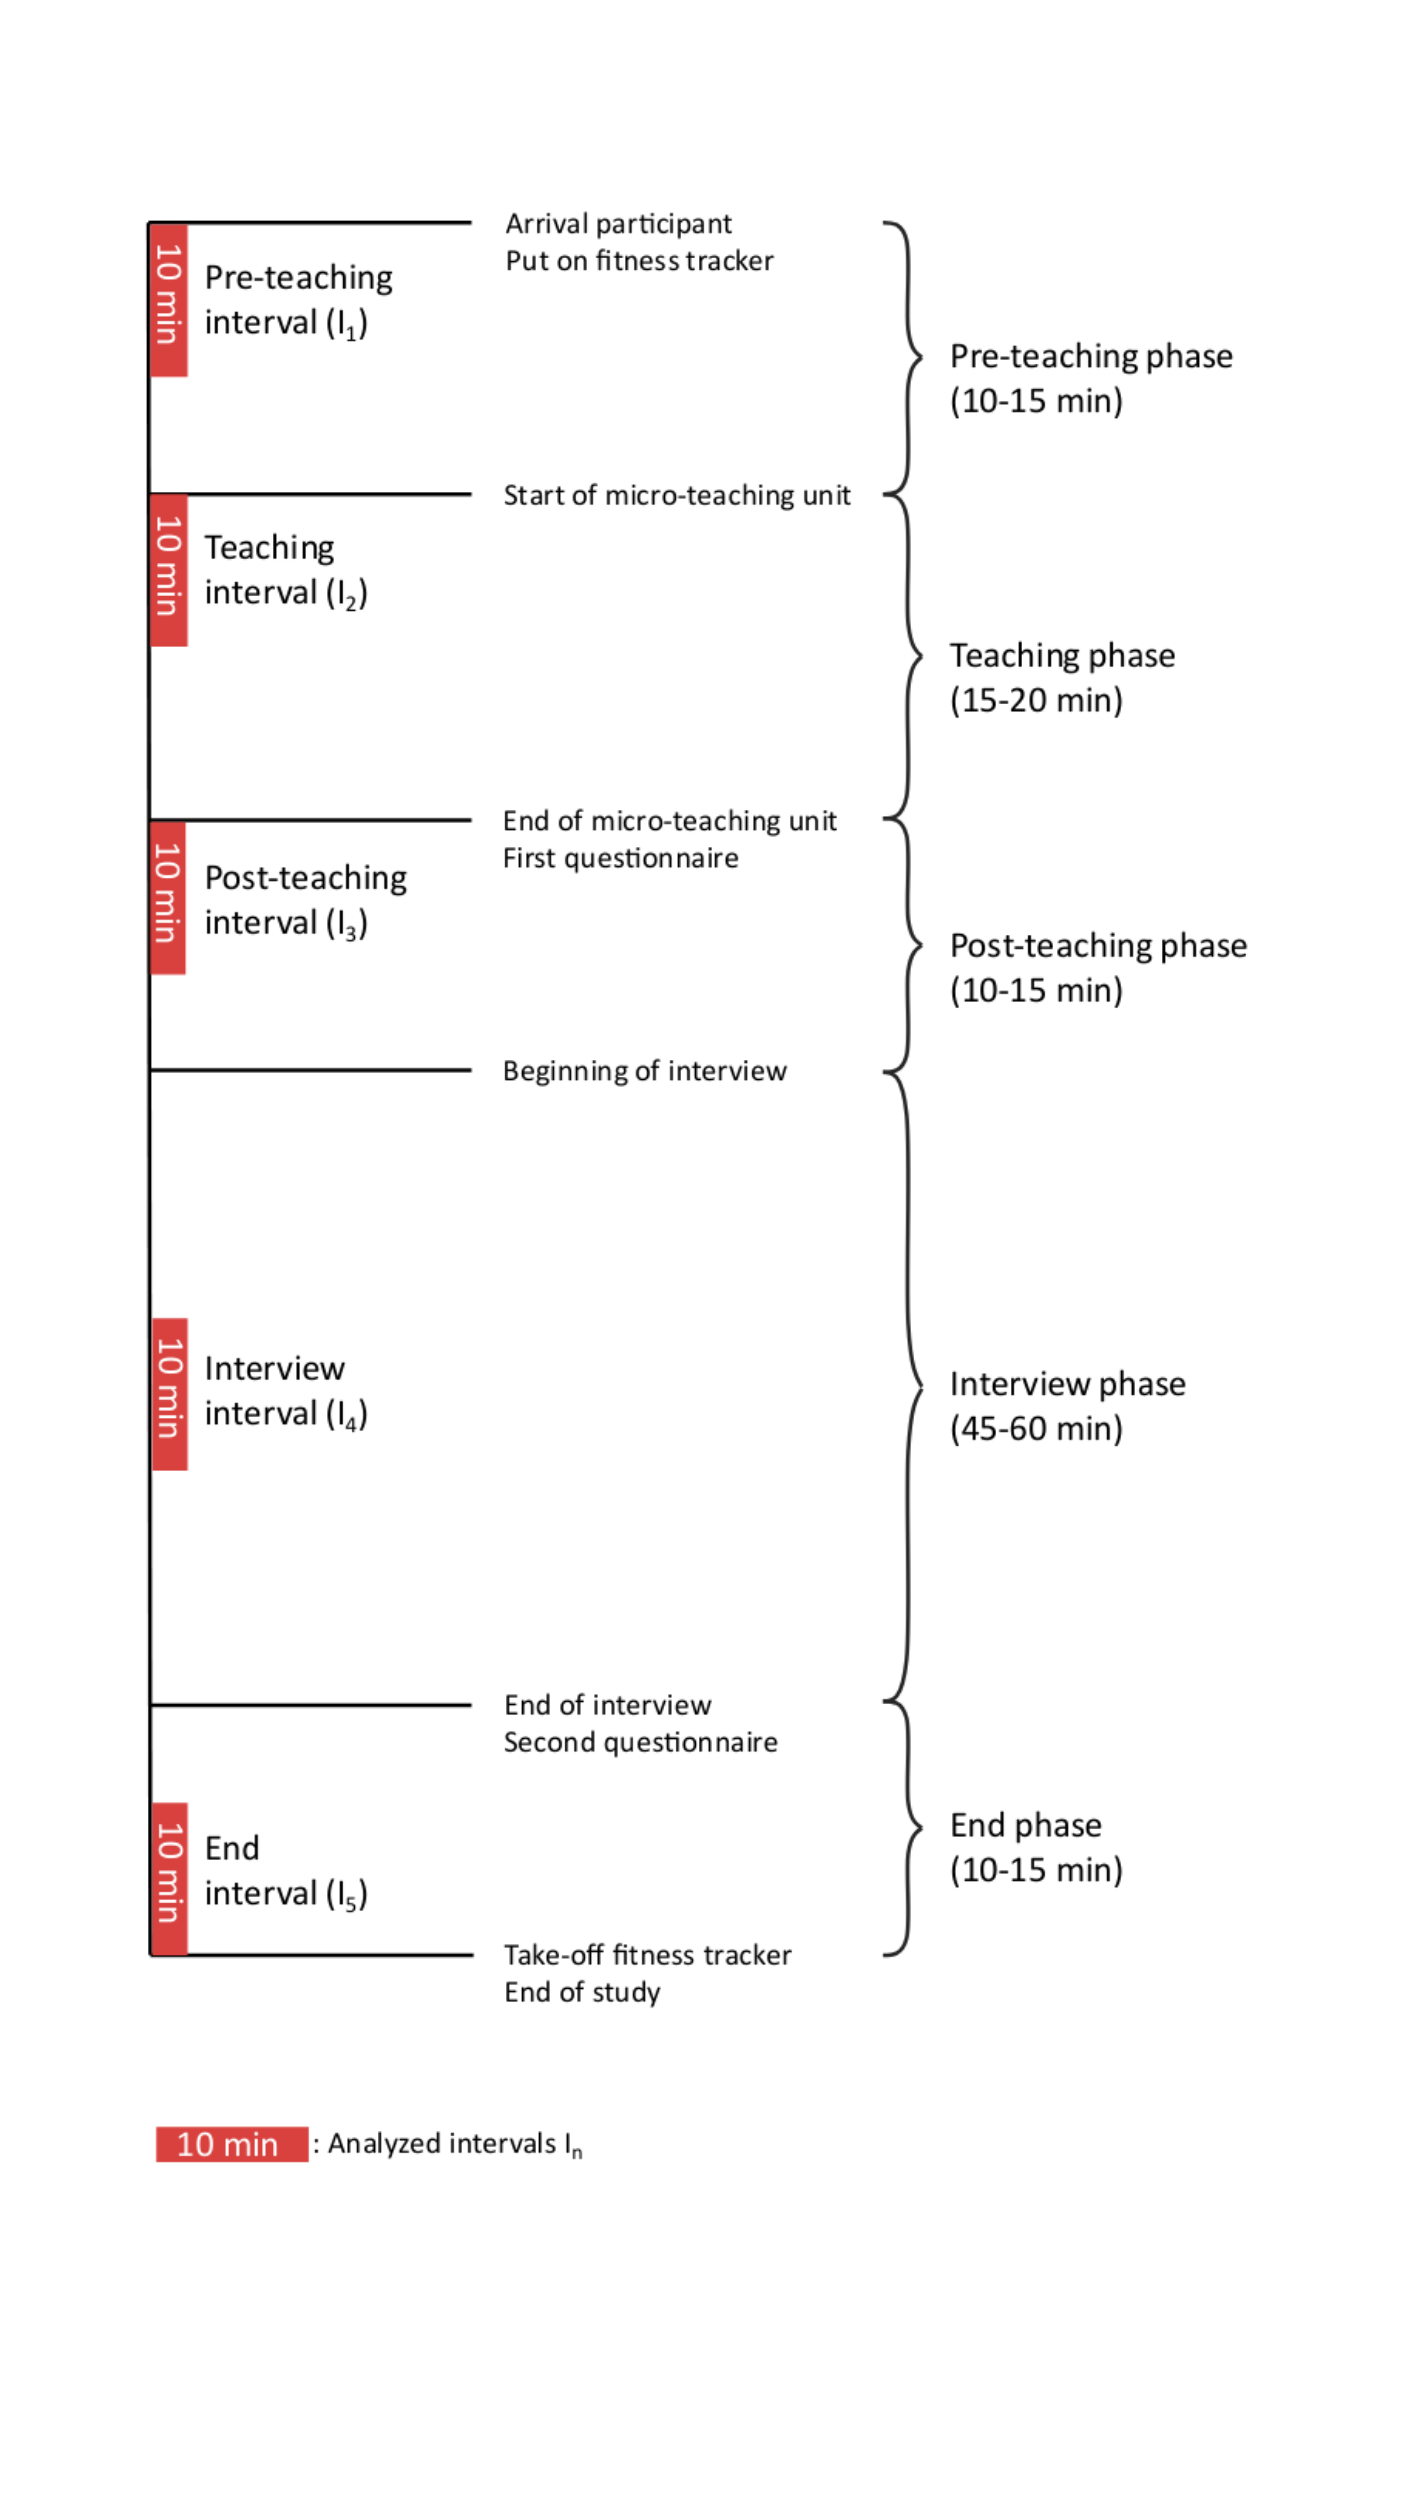 Arrival participant
Put on fitness tracker
10 min
Pre-teaching
interval (I₁)
Pre-teaching phase
(10-15 min)
Start of micro-teaching unit
10 min
Teaching
interval (I₂)
Teaching phase
(15-20 min)
End of micro-teaching unit
First questionnaire
10 min
Post-teaching
interval (I₃)
Post-teaching phase
(10-15 min)
Beginning of interview
10 min
Interview
interval (I₄)
Interview phase
(45-60 min)
End of interview
Second questionnaire
10 min
End
interval (I₅)
End phase
(10-15 min)
Take-off fitness tracker
End of study
10 min : Analyzed intervals Iₙ